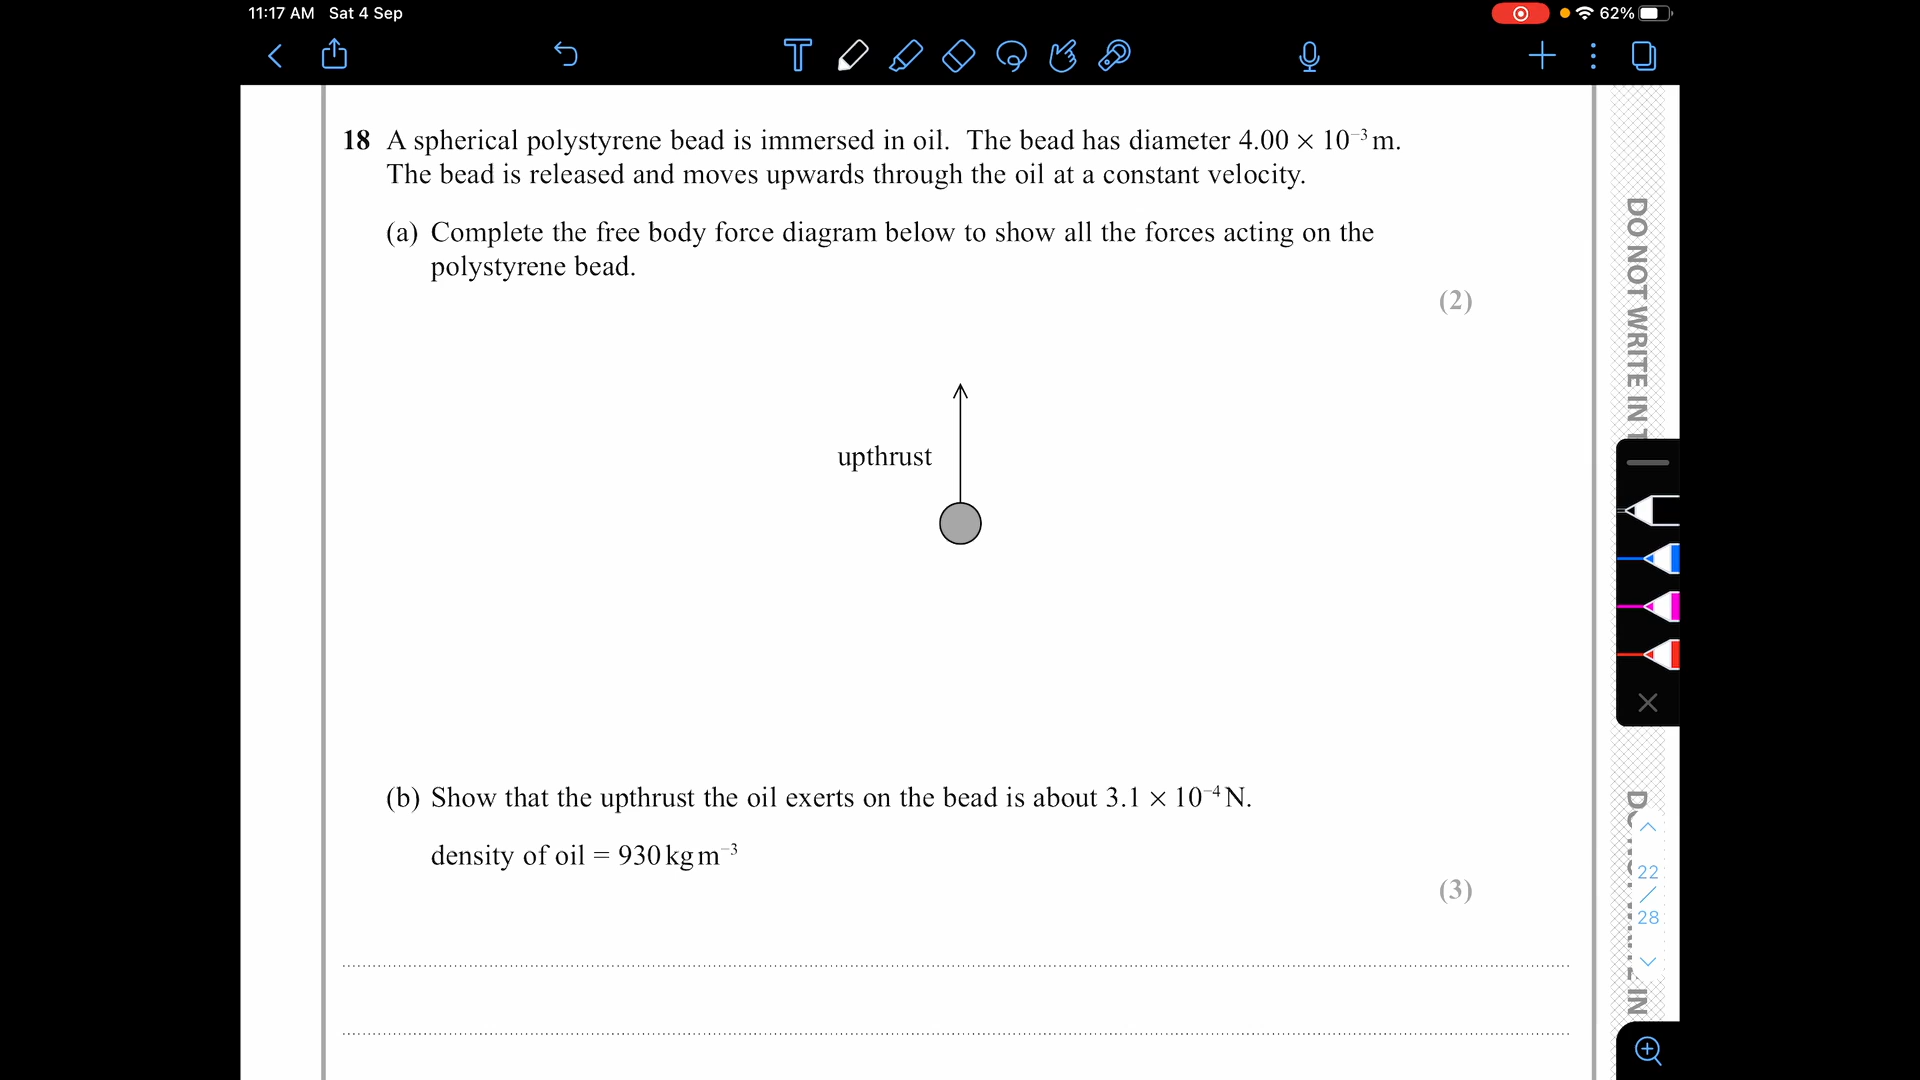 11:17 AM Sat 4 Sep
62%
18 A spherical polystyrene bead is immersed in oil. The bead has diameter 4.00 × 10⁻³ m.
The bead is released and moves upwards through the oil at a constant velocity.
(a) Complete the free body force diagram below to show all the forces acting on the
polystyrene bead.
(2)
upthrust
(b) Show that the upthrust the oil exerts on the bead is about 3.1 × 10⁻⁴ N.
density of oil = 930 kg m⁻³
(3)
DO NOT WRITE IN
22
28
IN